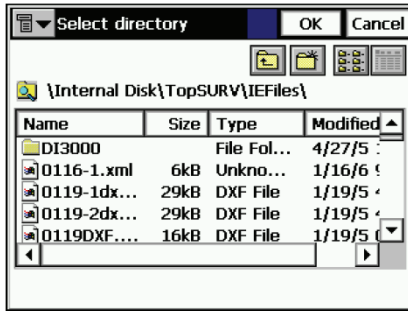 Select directory OK Cancel
\Internal Disk\TopSURV\IEFiles\
Name Size Type Modified
DI3000 File Fol... 4/27/5
0116-1.xml 6kB Unkno... 1/16/6
0119-1dx... 29kB DXF File 1/19/5
0119-2dx... 29kB DXF File 1/19/5
0119DXF.... 16kB DXF File 1/19/5